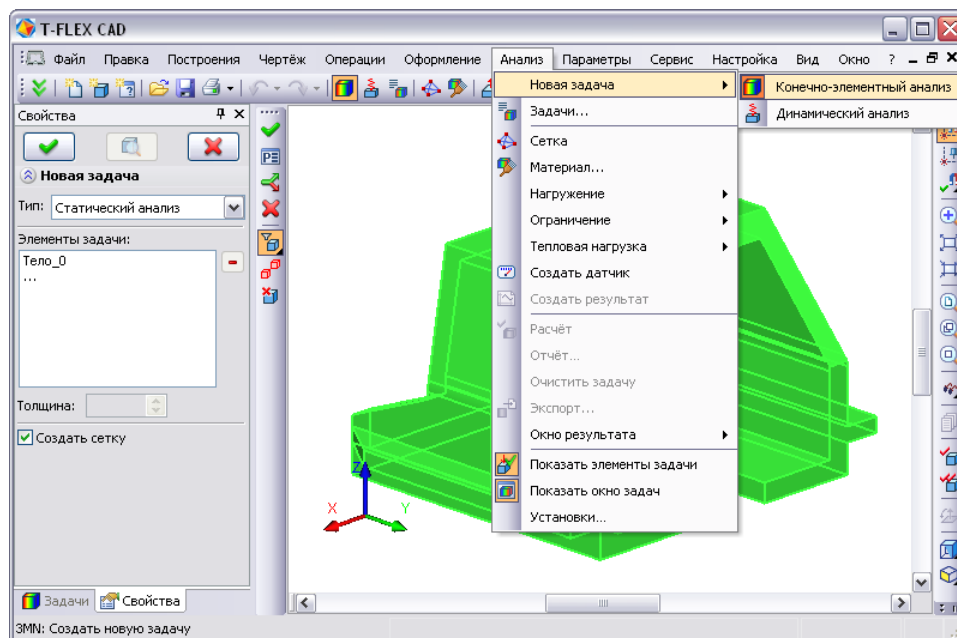 T-FLEX CAD
Файл Правка Построения Чертёж Операции Оформление Анализ Параметры Сервис Настройка Вид Окно ?
Свойства
Новая задача
Тип: Статический анализ
Элементы задачи:
Тело_0
...
Толщина:
Создать сетку
Задачи Свойства
3MN: Создать новую задачу
Новая задача
Задачи...
Сетка
Материал...
Нагружение
Ограничение
Тепловая нагрузка
Создать датчик
Создать результат
Расчёт
Отчёт...
Очистить задачу
Экспорт...
Окно результата
Показать элементы задачи
Показать окно задач
Установки...
Конечно-элементный анализ
Динамический анализ
Z
X
Y